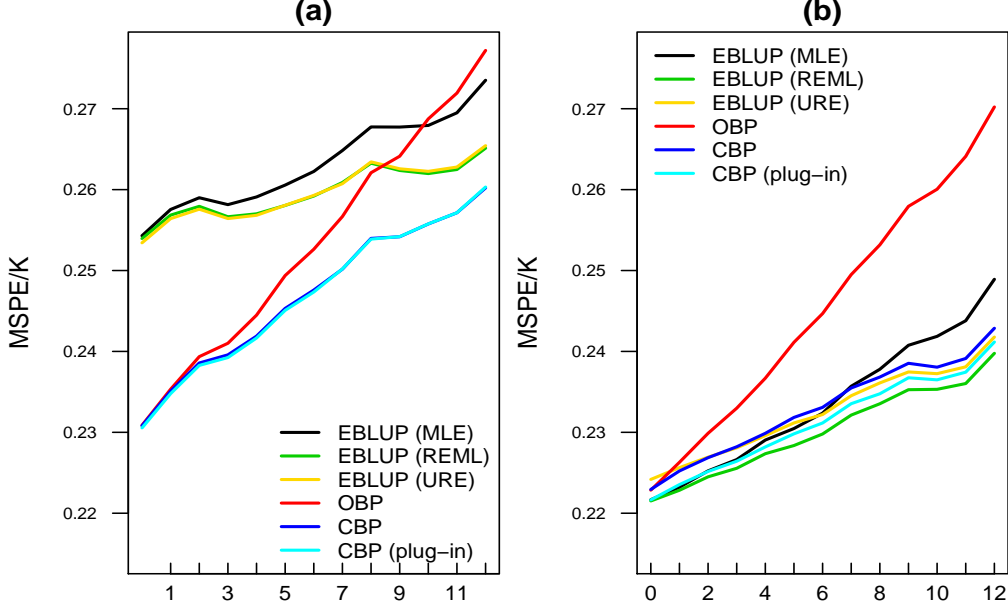 (a)
MSPE/K
0.27
0.26
0.25
0.24
0.23
0.22
EBLUP (MLE)
EBLUP (REML)
EBLUP (URE)
OBP
CBP
CBP (plug−in)
1 3 5 7 9 11
(b)
MSPE/K
0.27
0.26
0.25
0.24
0.23
0.22
EBLUP (MLE)
EBLUP (REML)
EBLUP (URE)
OBP
CBP
CBP (plug−in)
0 2 4 6 8 10 12